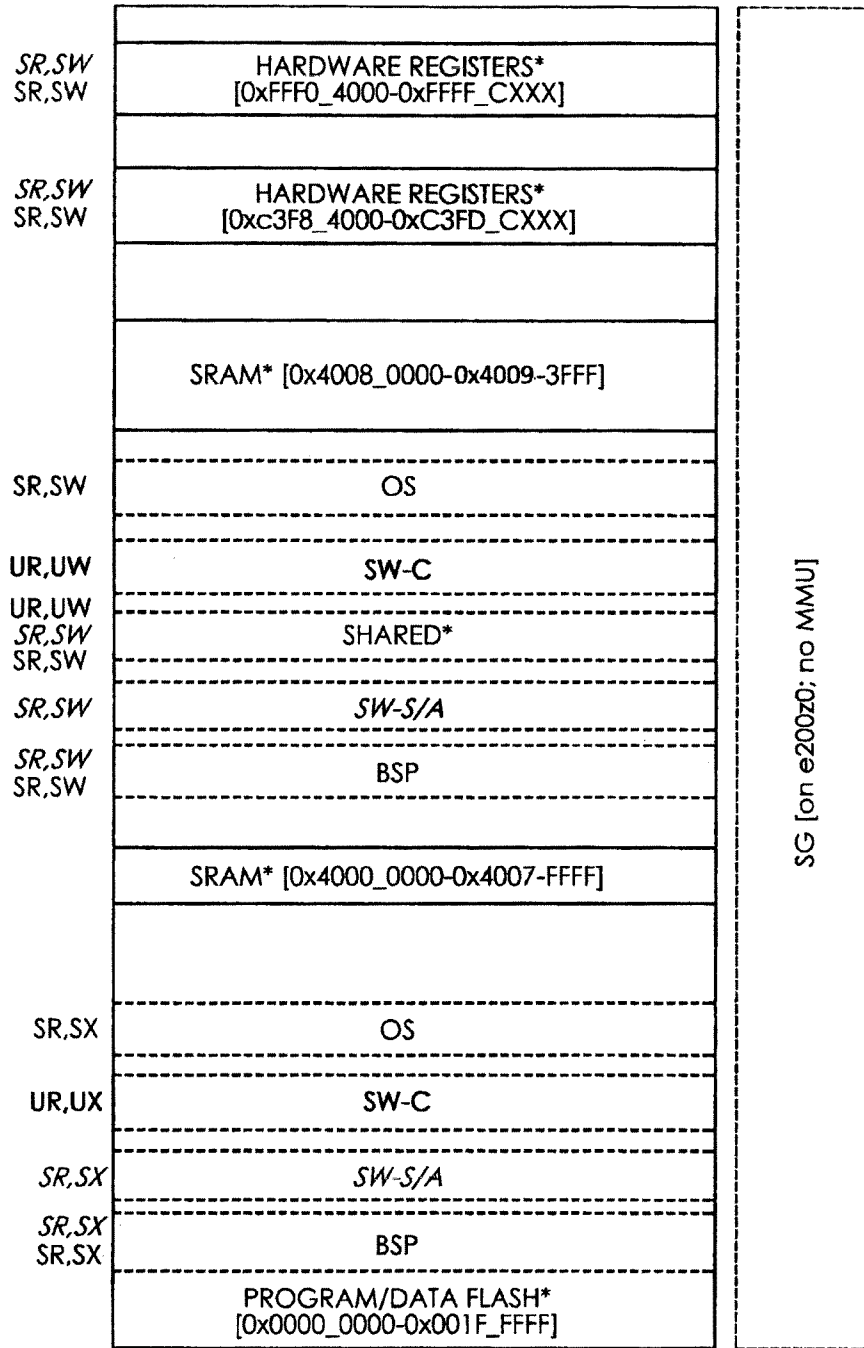 SR,SW
SR,SW
HARDWARE REGISTERS*
[0xFFF0_4000-0xFFFF_CXXX]
SR,SW
SR,SW
HARDWARE REGISTERS*
[0xc3F8_4000-0xC3FD_CXXX]
SRAM* [0x4008_0000-0x4009-3FFF]
SR,SW
OS
UR,UW
SW-C
UR,UW
SR,SW
SR,SW
SHARED*
SR,SW
SW-S/A
SR,SW
SR,SW
BSP
SRAM* [0x4000_0000-0x4007-FFFF]
SR,SX
OS
UR,UX
SW-C
SR,SX
SW-S/A
SR,SX
SR,SX
BSP
PROGRAM/DATA FLASH*
[0x0000_0000-0x001F_FFFF]
SG [on e200z0; no MMU]